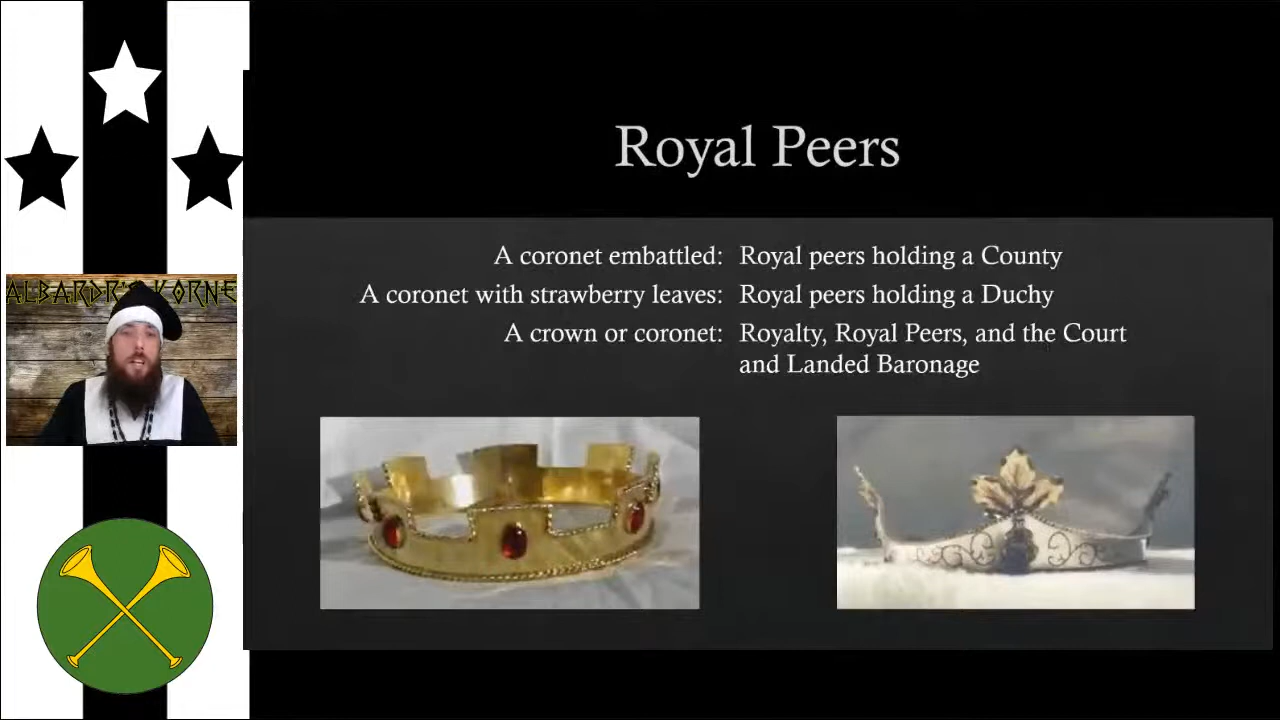 Royal Peers
A coronet embattled: Royal peers holding a County
A coronet with strawberry leaves: Royal peers holding a Duchy
A crown or coronet: Royalty, Royal Peers, and the Court
and Landed Baronage